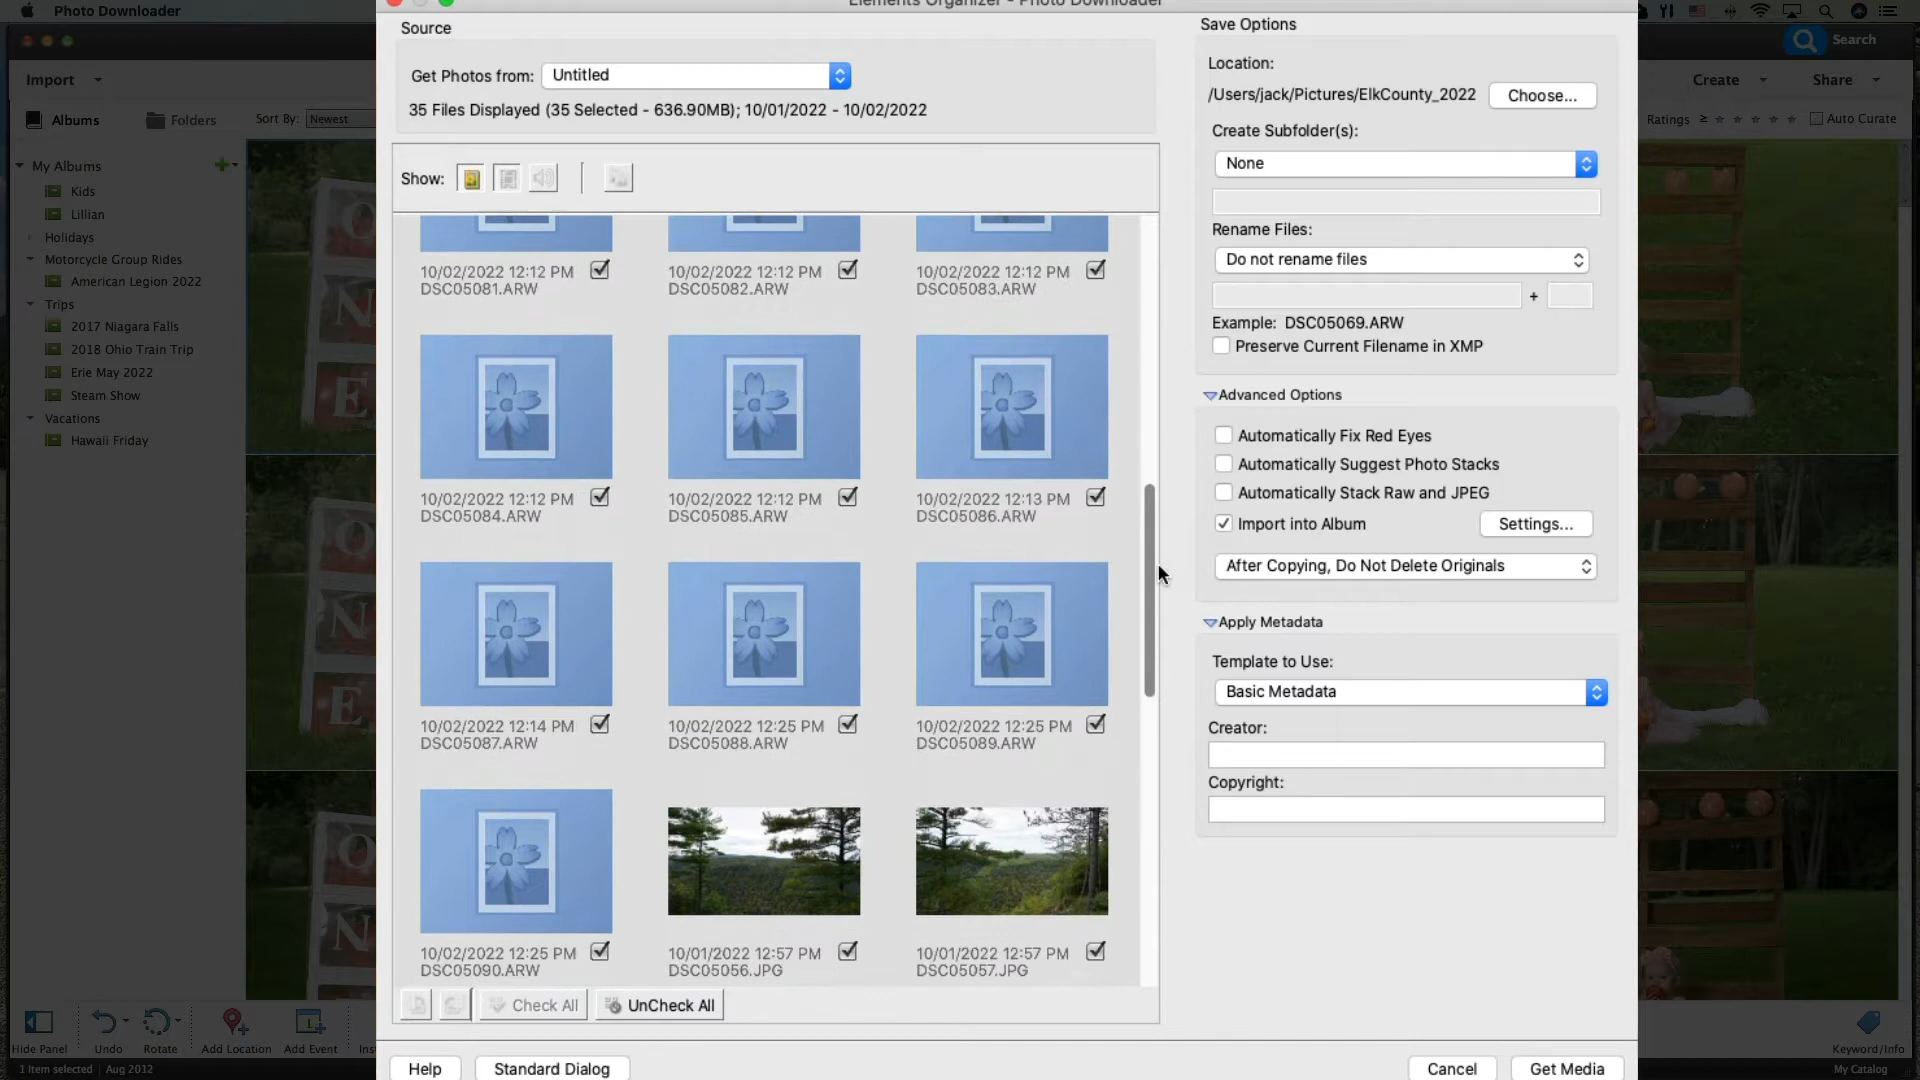 Photo Downloader
Elements Organizer - Photo Downloader
Search
Import
Create
Share
Albums
Folders
Sort By: Newest
Ratings ≥
Auto Curate
My Albums
Kids
Lillian
Holidays
Motorcycle Group Rides
American Legion 2022
Trips
2017 Niagara Falls
2018 Ohio Train Trip
Erie May 2022
Steam Show
Vacations
Hawaii Friday
Source
Get Photos from: Untitled
35 Files Displayed (35 Selected - 636.90MB); 10/01/2022 - 10/02/2022
Show:
10/02/2022 12:12 PM
DSC05081.ARW
10/02/2022 12:12 PM
DSC05082.ARW
10/02/2022 12:12 PM
DSC05083.ARW
10/02/2022 12:12 PM
DSC05084.ARW
10/02/2022 12:12 PM
DSC05085.ARW
10/02/2022 12:13 PM
DSC05086.ARW
10/02/2022 12:14 PM
DSC05087.ARW
10/02/2022 12:25 PM
DSC05088.ARW
10/02/2022 12:25 PM
DSC05089.ARW
10/02/2022 12:25 PM
DSC05090.ARW
10/01/2022 12:57 PM
DSC05056.JPG
10/01/2022 12:57 PM
DSC05057.JPG
Check All
UnCheck All
Help
Standard Dialog
Save Options
Location:
/Users/jack/Pictures/ElkCounty_2022
Choose...
Create Subfolder(s):
None
Rename Files:
Do not rename files
+
Example: DSC05069.ARW
Preserve Current Filename in XMP
Advanced Options
Automatically Fix Red Eyes
Automatically Suggest Photo Stacks
Automatically Stack Raw and JPEG
Import into Album
Settings...
After Copying, Do Not Delete Originals
Apply Metadata
Template to Use:
Basic Metadata
Creator:
Copyright:
Cancel
Get Media
O
N
E
O
N
Hide Panel
Undo
Rotate
Add Location
Add Event
Ins
Keyword/Info
1 Item selected | Aug 2012
My Catalog